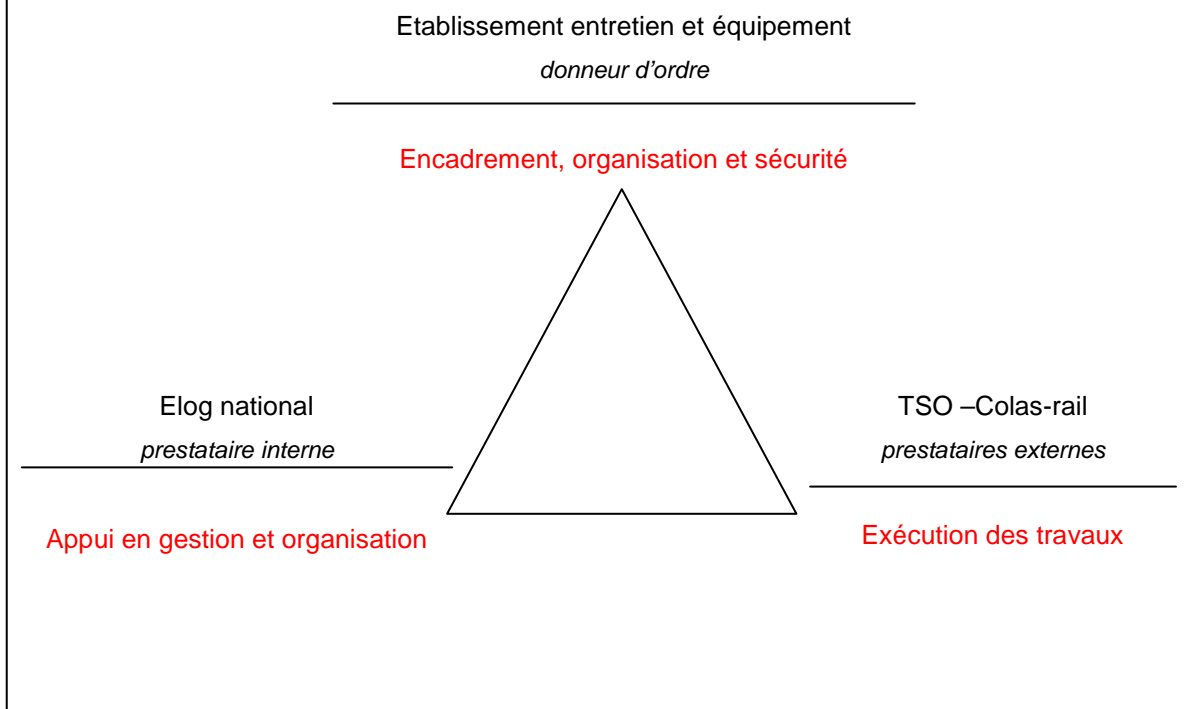 Etablissement entretien et équipement
donneur d’ordre
Encadrement, organisation et sécurité
Elog national
prestataire interne
Appui en gestion et organisation
TSO –Colas-rail
prestataires externes
Exécution des travaux